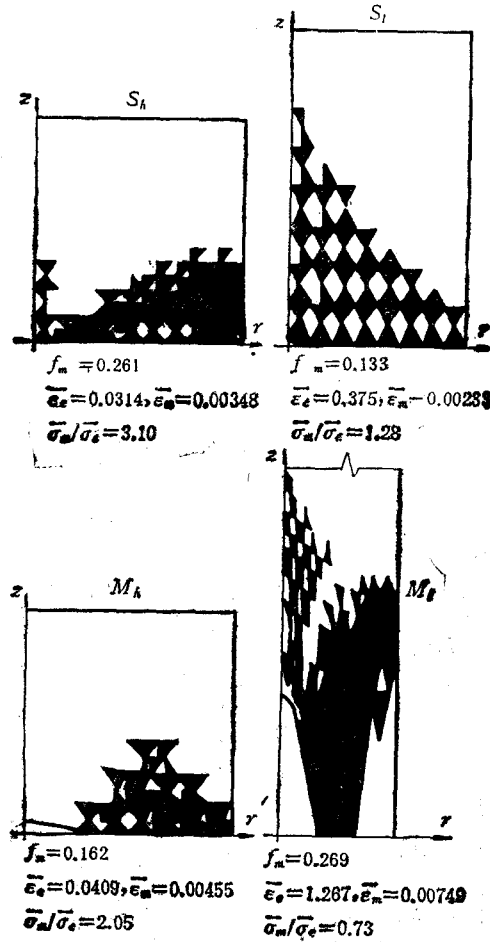 S_h
z
r
f_m =0.261
ε̄_e=0.0314, ε̄_m=0.00348
σ̄_m/σ̄_e=3.10
S_l
z
r
f_m=0.133
ε̄_e=0.375, ε̄_m=0.00233
σ̄_m/σ̄_e=1.28
M_h
z
r
f_m=0.162
ε̄_e=0.0409, ε̄_m=0.00455
σ̄_m/σ̄_e=2.05
z
M_l
r
f_m=0.269
ε̄_e=1.267, ε̄_m=0.00749
σ̄_m/σ̄_e=0.73